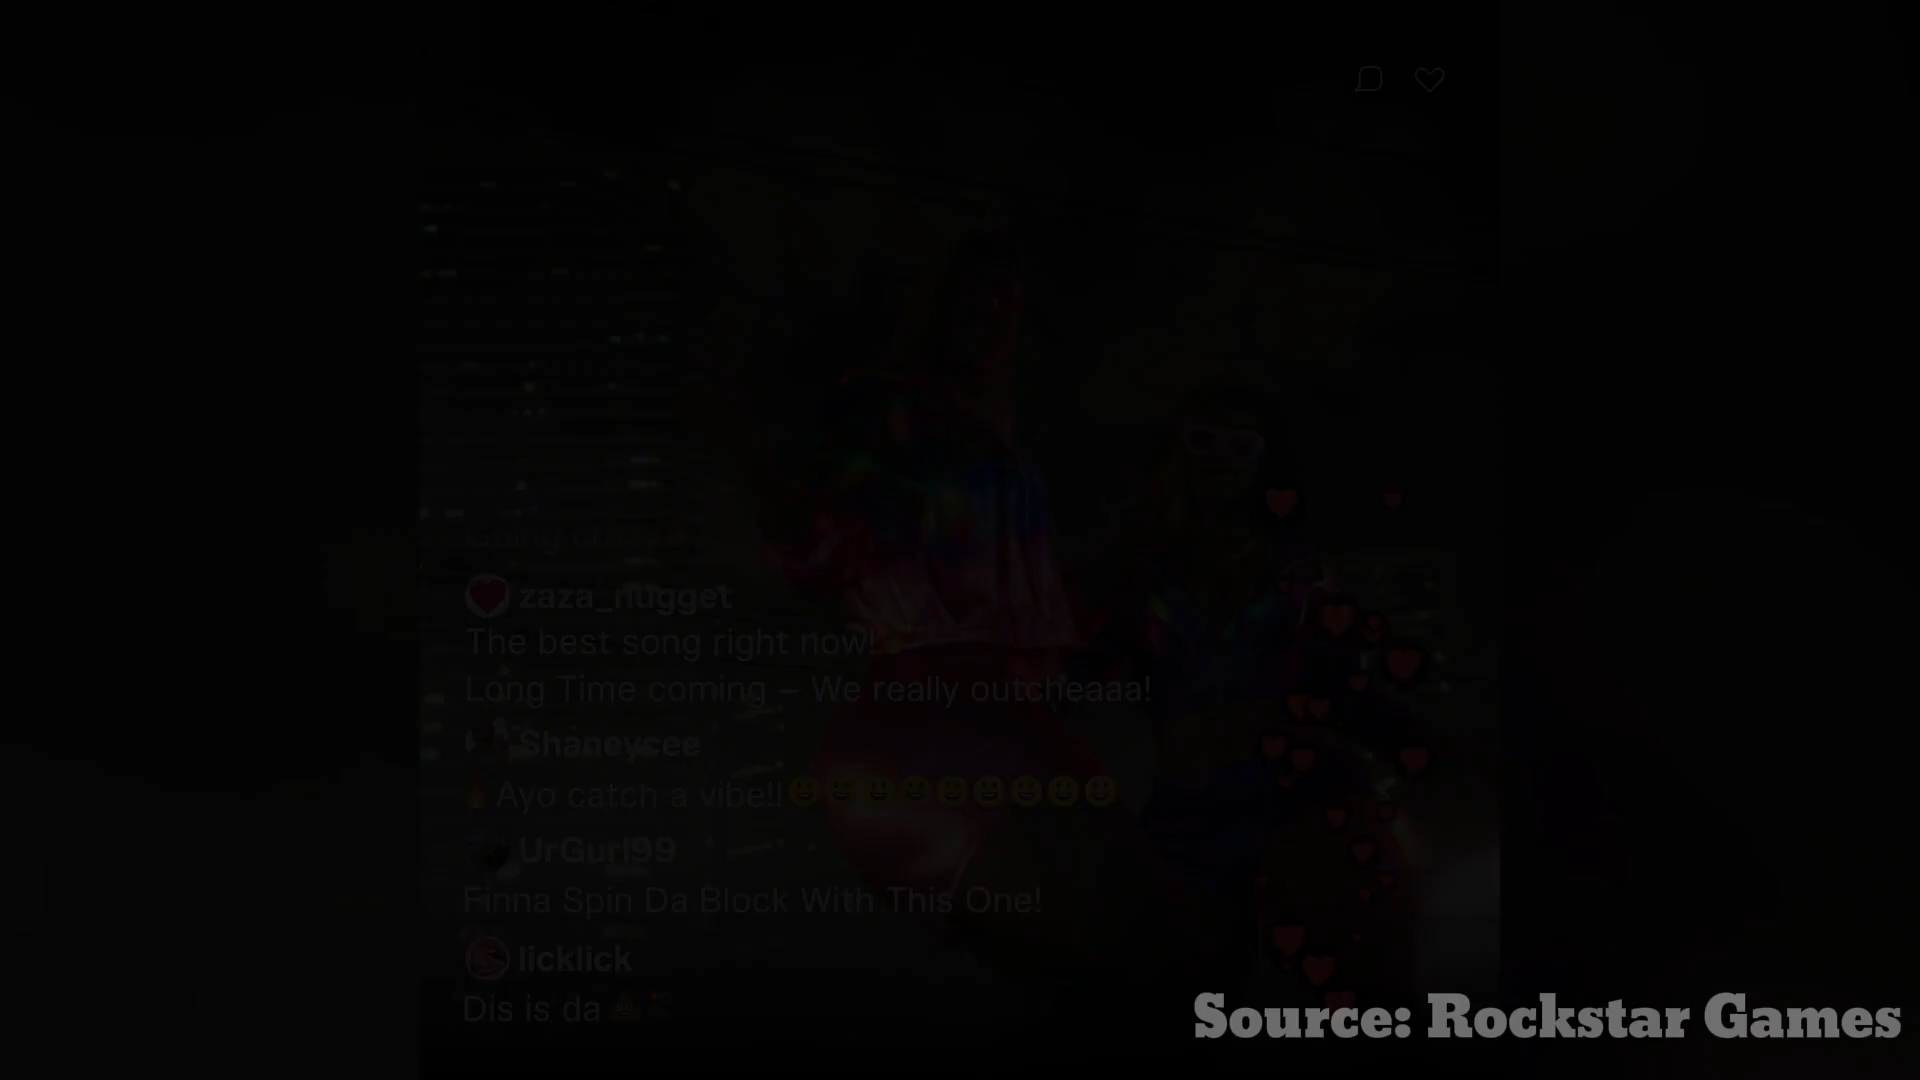 zaza_nugget
The best song right now!
Long Time coming – We really outcheaaa!
Shaneycee
🔥Ayo catch a vibe!!😀😀😀😀😀😀😀😀😀
UrGurl99
Finna Spin Da Block With This One!
licklick
Dis is da
Source: Rockstar Games